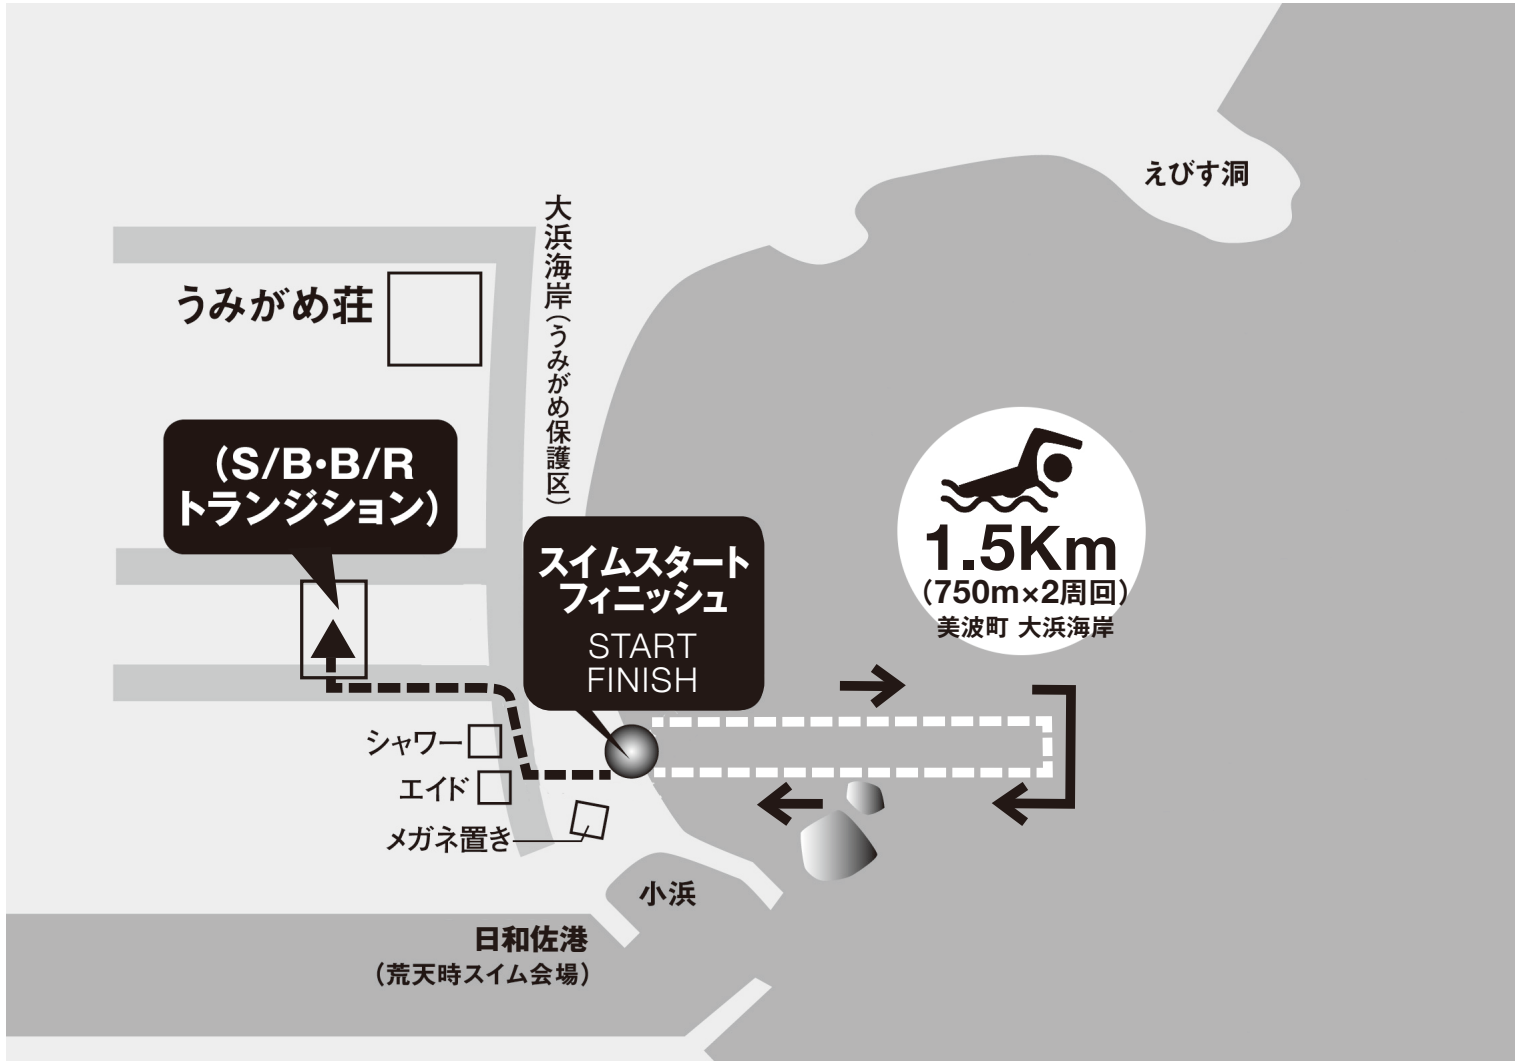 えびす洞
大浜海岸(うみがめ保護区)
うみがめ荘
(S/B・B/R
トランジション)
スイムスタート
フィニッシュ
START
FINISH
1.5Km
(750m×2周回)
美波町 大浜海岸
シャワー
エイド
メガネ置き
小浜
日和佐港
(荒天時スイム会場)